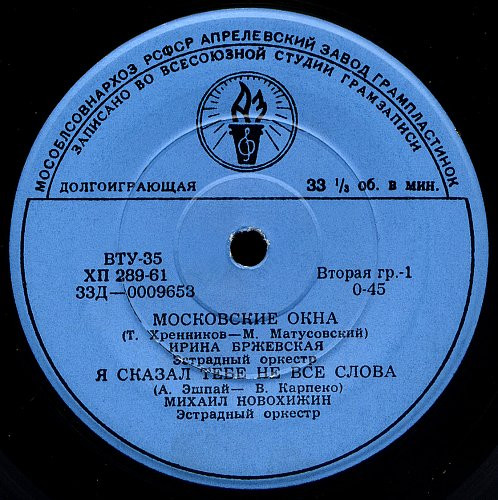 МОСОБЛСОВНАРХОЗ РСФСР АПРЕЛЕВСКИЙ ЗАВОД ГРАМПЛАСТИНОК
ЗАПИСАНО ВО ВСЕСОЮЗНОЙ СТУДИИ ГРАМЗАПИСИ
АЗ
ДОЛГОИГРАЮЩАЯ 33 1/3 об. в мин.
ВТУ-35
ХП 289-61 Вторая гр.-1
33Д—0009653 0-45
МОСКОВСКИЕ ОКНА
(Т. Хренников—М. Матусовский)
ИРИНА БРЖЕВСКАЯ
Эстрадный оркестр
Я СКАЗАЛ ТЕБЕ НЕ ВСЕ СЛОВА
(А. Эшпай— В. Карпеко)
МИХАИЛ НОВОХИЖИН
Эстрадный оркестр